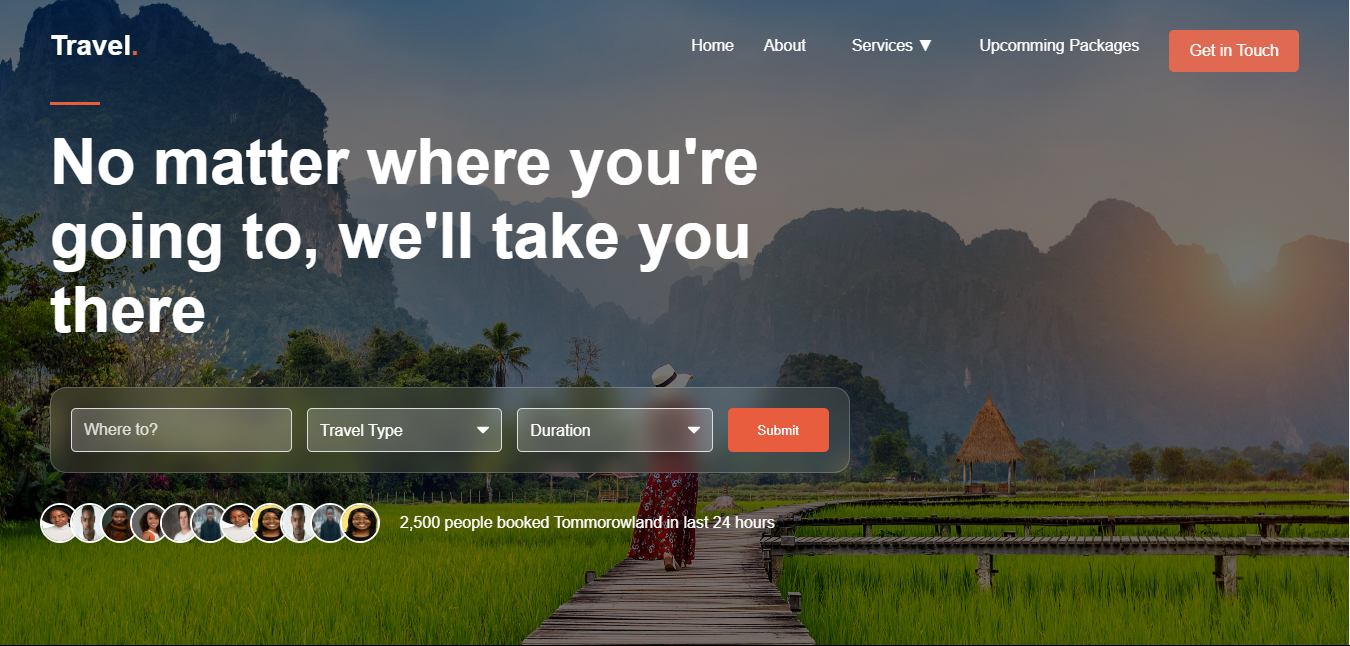 Travel.
Home About Services ▼ Upcomming Packages Get in Touch
No matter where you're
going to, we'll take you
there
Where to? Travel Type Duration Submit
2,500 people booked Tommorowland in last 24 hours